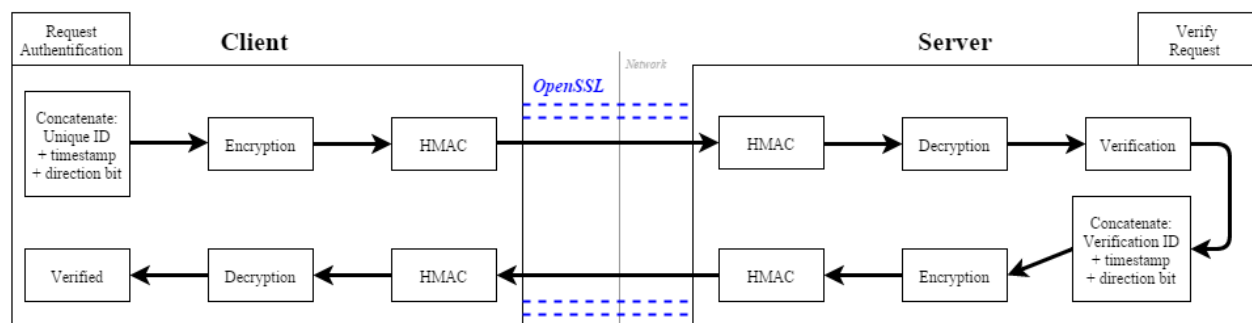 Request
Authentification
Client
Server
Verify
Request
OpenSSL
Network
Concatenate:
Unique ID
+ timestamp
+ direction bit
Encryption
HMAC
HMAC
Decryption
Verification
Concatenate:
Verification ID
+ timestamp
+ direction bit
Verified
Decryption
HMAC
HMAC
Encryption